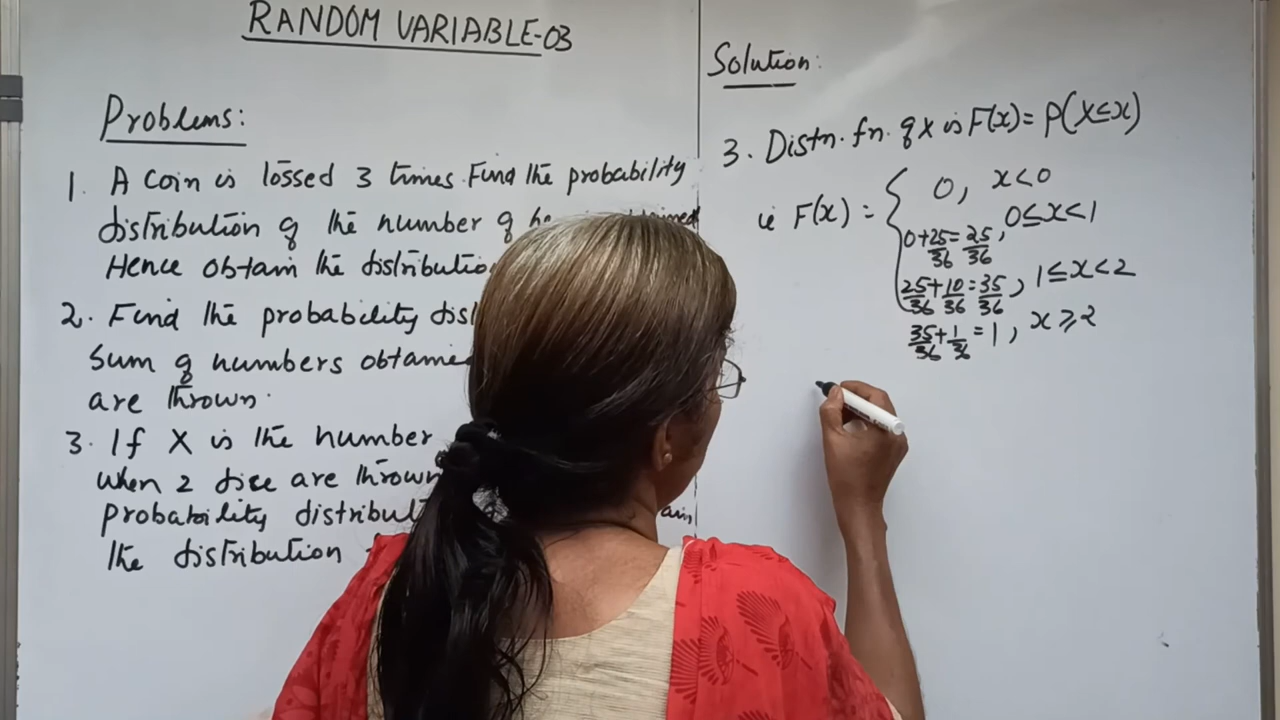 RANDOM VARIABLE-03
Problems:
1. A Coin is tossed 3 times. Find the probability
distribution of the number of
Hence obtain the
2. Find the probability
Sum of numbers
are thrown.
3. If X is the number
when 2 dice are thrown
probability
the distribution
Solution:
3. Distn. fn. of X is F(x) = P(X≤x)
ie F(x) = { 0, x<0
0+25/36=25/36, 0≤x<1
25/36+10/36=35/36, 1≤x<2
35/36+1/36=1, x≥2